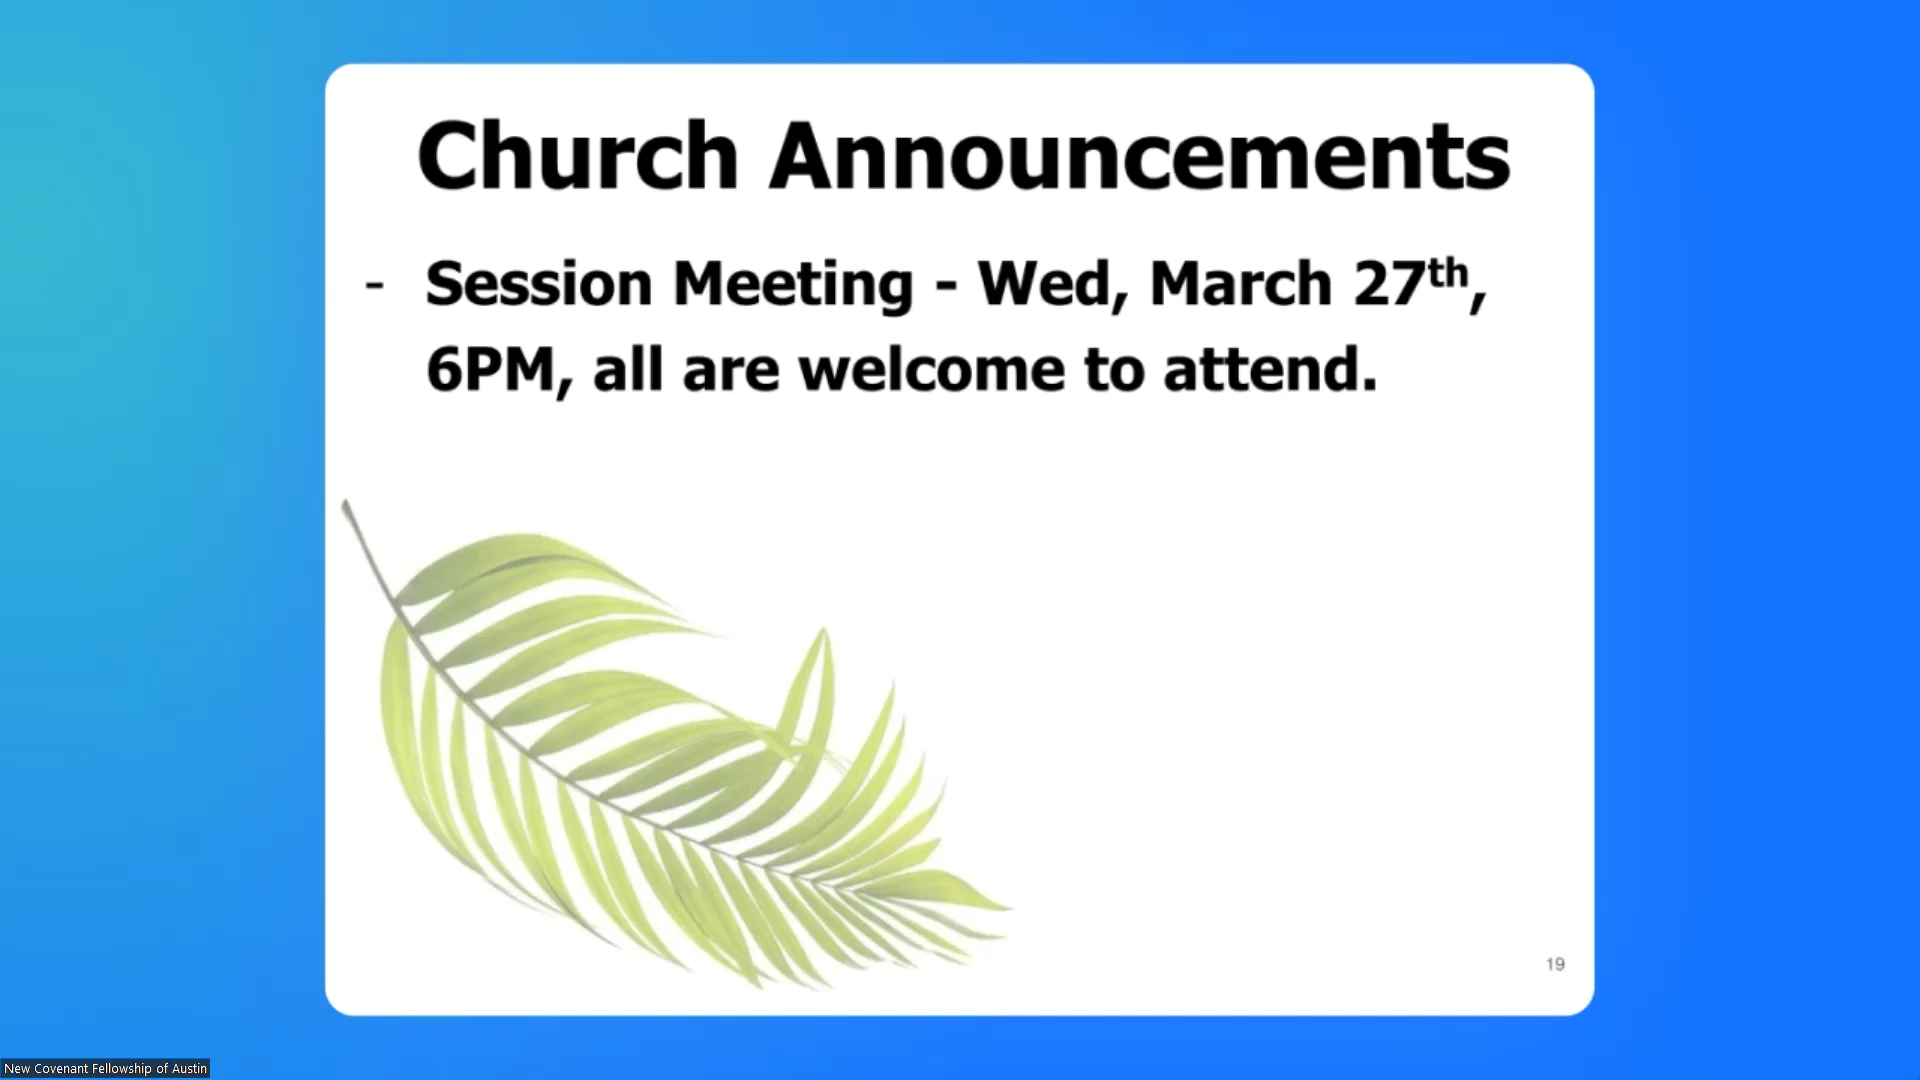 Church Announcements
- Session Meeting - Wed, March 27th,
6PM, all are welcome to attend.
19
New Covenant Fellowship of Austin